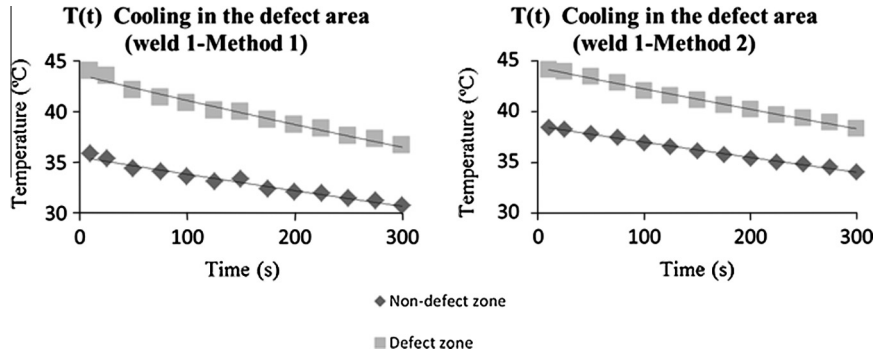 T(t) Cooling in the defect area
(weld 1-Method 1)
Temperature (ºC)
45
40
35
30
0
100
200
300
Time (s)
T(t) Cooling in the defect area
(weld 1-Method 2)
Temperature (ºC)
45
40
35
30
0
100
200
300
Time (s)
Non-defect zone
Defect zone